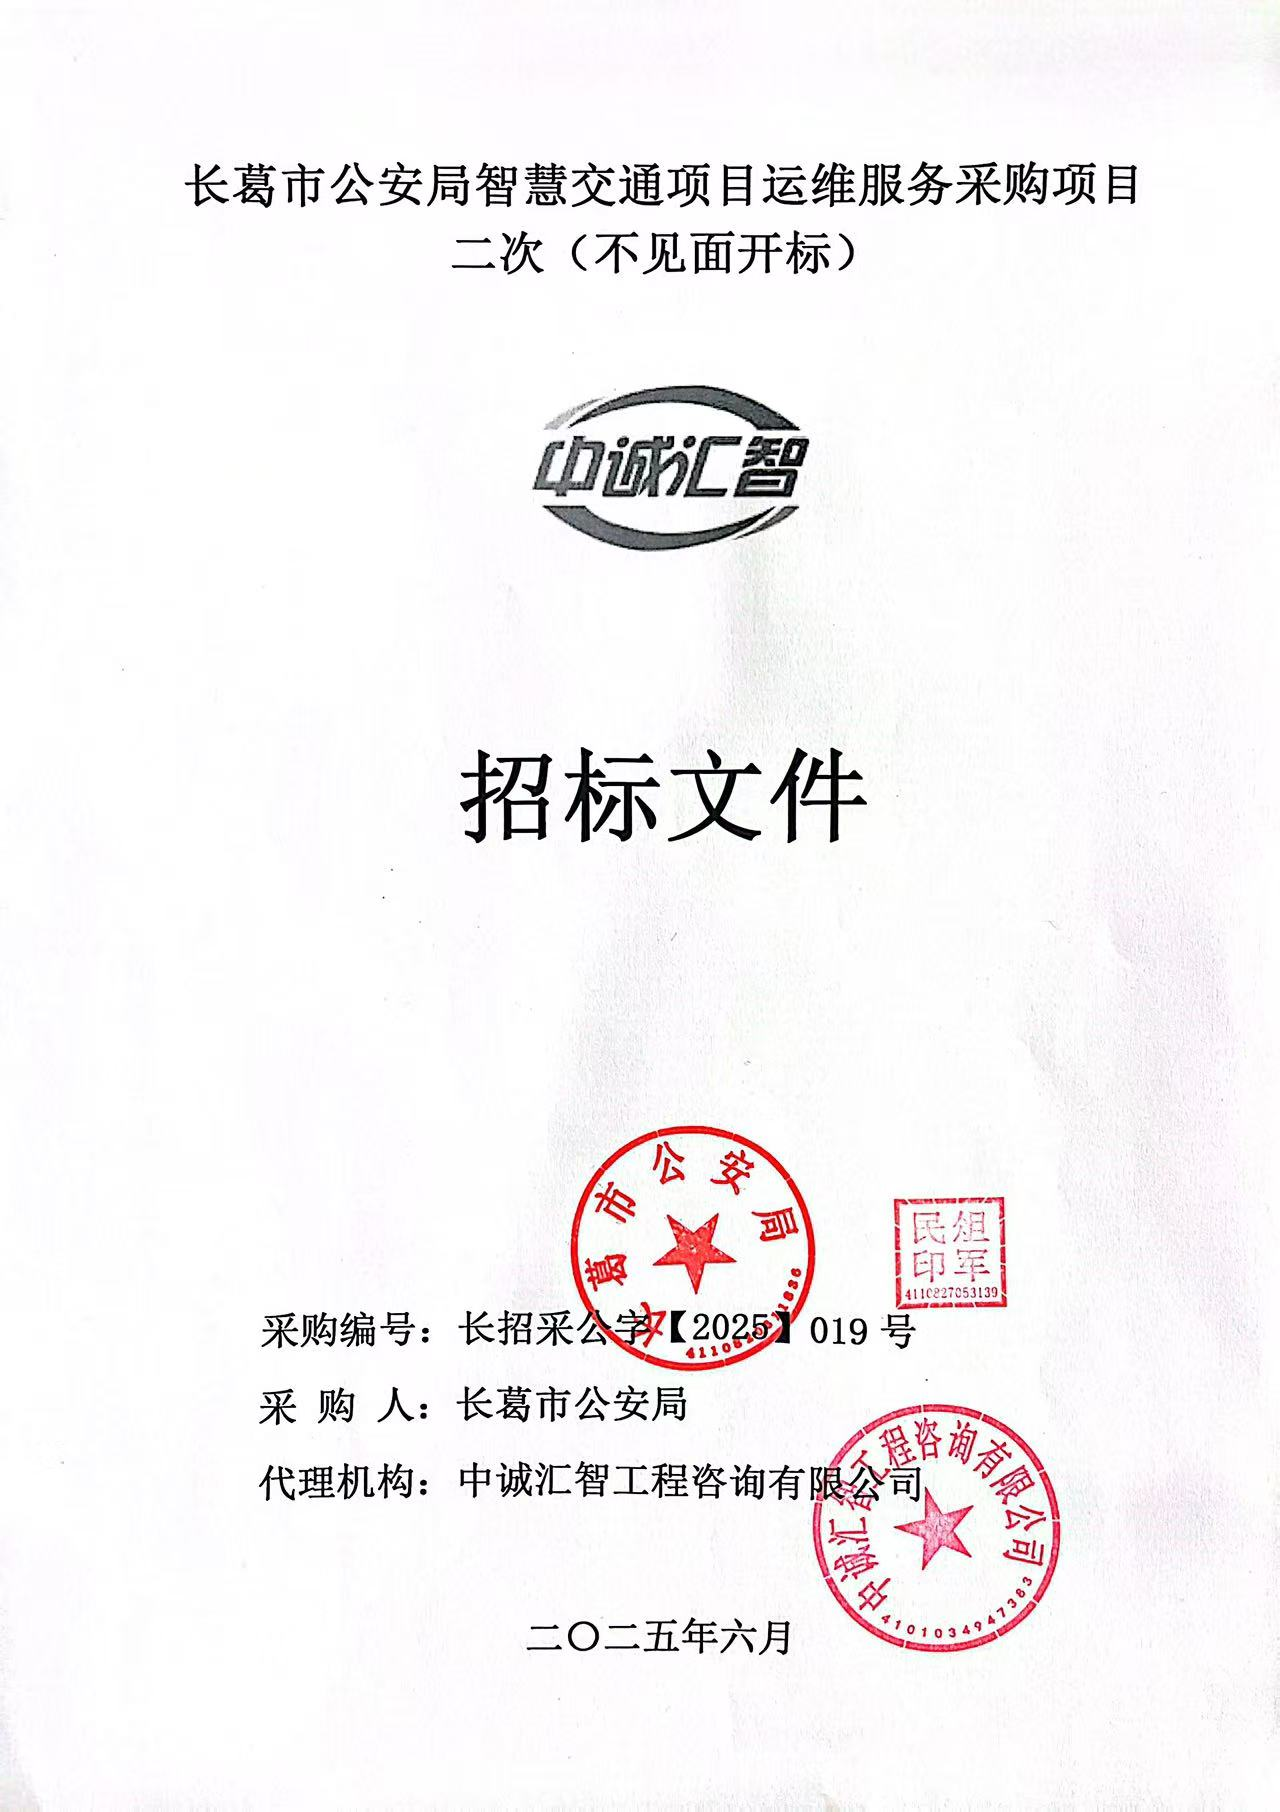 长葛市公安局智慧交通项目运维服务采购项目
二次（不见面开标）
中诚汇智
招标文件
长葛市公安局
民俎
印军
4110827053139
采购编号：长招采公字【2025】019号
采 购 人：长葛市公安局
代理机构：中诚汇智工程咨询有限公司
中诚汇智工程咨询有限公司
4101034947383
二〇二五年六月